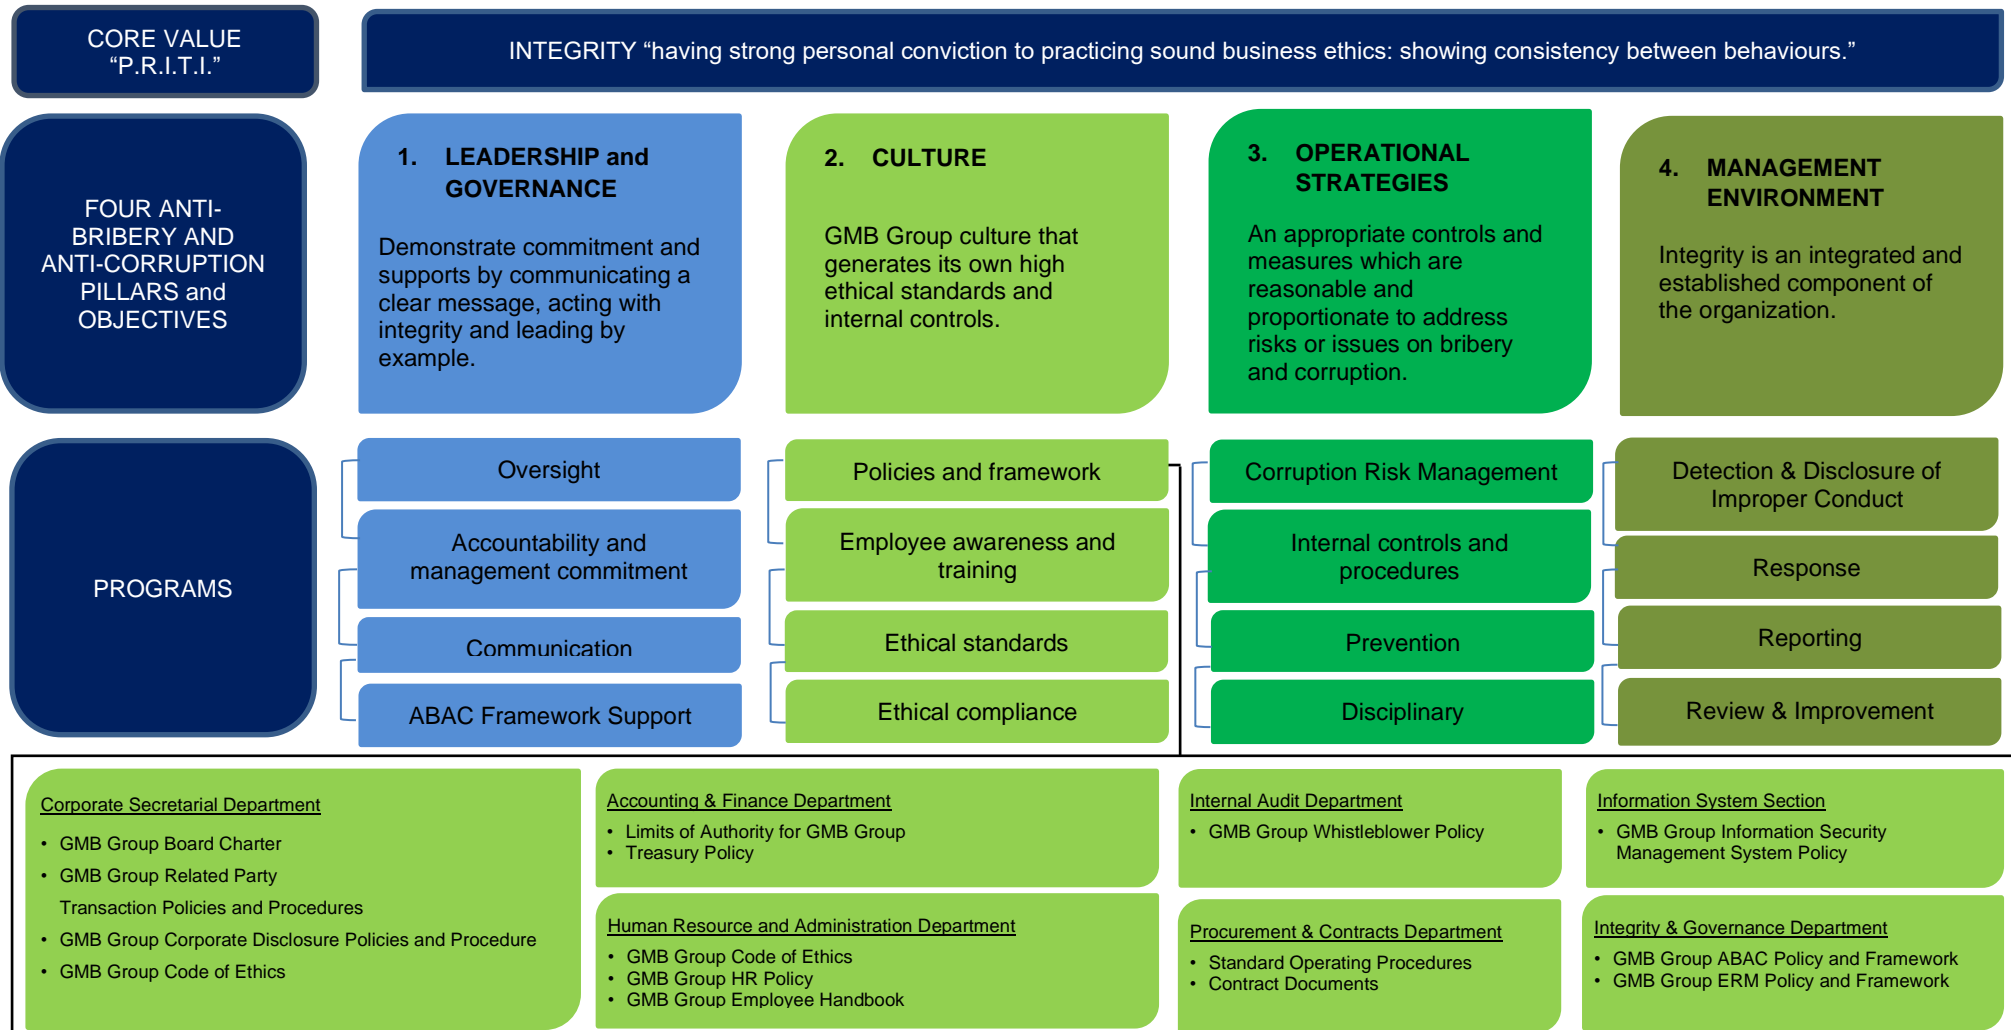 CORE VALUE
“P.R.I.T.I.”
INTEGRITY “having strong personal conviction to practicing sound business ethics: showing consistency between behaviours.”
FOUR ANTI-
BRIBERY AND
ANTI-CORRUPTION
PILLARS and
OBJECTIVES
1. LEADERSHIP and
GOVERNANCE
Demonstrate commitment and
supports by communicating a
clear message, acting with
integrity and leading by
example.
2. CULTURE
GMB Group culture that
generates its own high
ethical standards and
internal controls.
3. OPERATIONAL
STRATEGIES
An appropriate controls and
measures which are
reasonable and
proportionate to address
risks or issues on bribery
and corruption.
4. MANAGEMENT
ENVIRONMENT
Integrity is an integrated and
established component of
the organization.
PROGRAMS
Oversight
Accountability and
management commitment
Communication
ABAC Framework Support
Policies and framework
Employee awareness and
training
Ethical standards
Ethical compliance
Corruption Risk Management
Internal controls and
procedures
Prevention
Disciplinary
Detection & Disclosure of
Improper Conduct
Response
Reporting
Review & Improvement
Corporate Secretarial Department
• GMB Group Board Charter
• GMB Group Related Party
Transaction Policies and Procedures
• GMB Group Corporate Disclosure Policies and Procedure
• GMB Group Code of Ethics
Accounting & Finance Department
• Limits of Authority for GMB Group
• Treasury Policy
Human Resource and Administration Department
• GMB Group Code of Ethics
• GMB Group HR Policy
• GMB Group Employee Handbook
Internal Audit Department
• GMB Group Whistleblower Policy
Procurement & Contracts Department
• Standard Operating Procedures
• Contract Documents
Information System Section
• GMB Group Information Security
Management System Policy
Integrity & Governance Department
• GMB Group ABAC Policy and Framework
• GMB Group ERM Policy and Framework